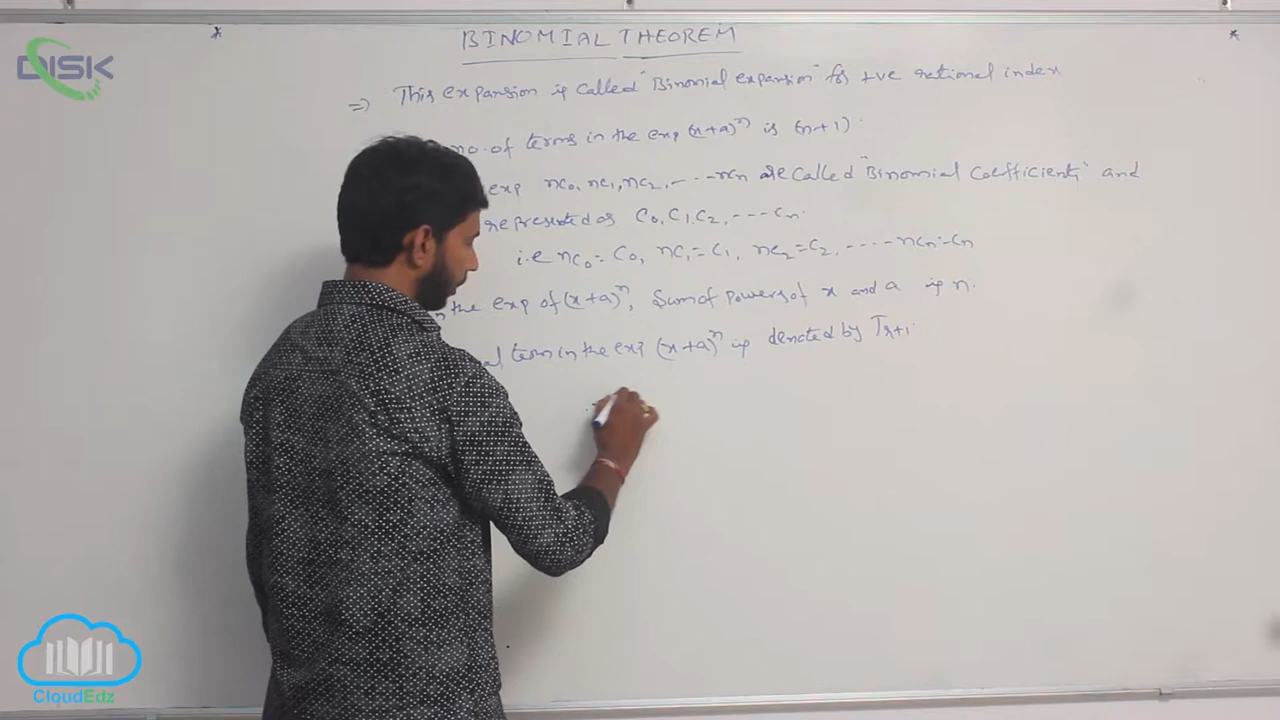 DISK
* BINOMIAL THEOREM *
=) This expansion is called "Binomial expansion" for +ve rational index
no. of terms in the exp (x+a)ⁿ is (n+1).
exp nC₀, nC₁, nC₂, ---- nCₙ are called "Binomial Coefficients" and
represented as C₀, C₁, C₂, ---- Cₙ.
i.e nC₀ = C₀, nC₁ = C₁, nC₂ = C₂, ----- nCₙ = Cₙ
in the exp of (x+a)ⁿ, Sum of powers of x and a is n.
term in the exp (x+a)ⁿ is denoted by Tᵣ₊₁.
CloudEdz